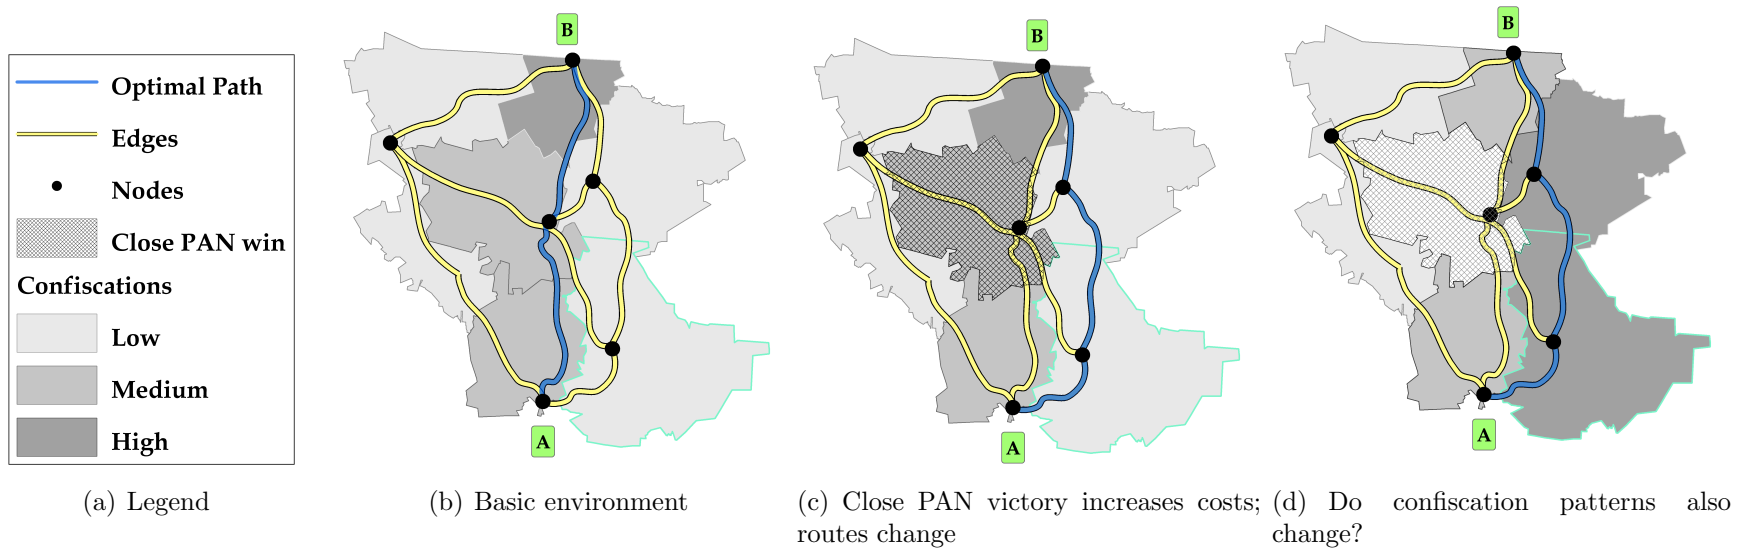 Optimal Path
Edges
Nodes
Close PAN win
Confiscations
Low
Medium
High
(a) Legend
B
A
(b) Basic environment
B
A
(c) Close PAN victory increases costs;
routes change
B
A
(d) Do confiscation patterns also
change?